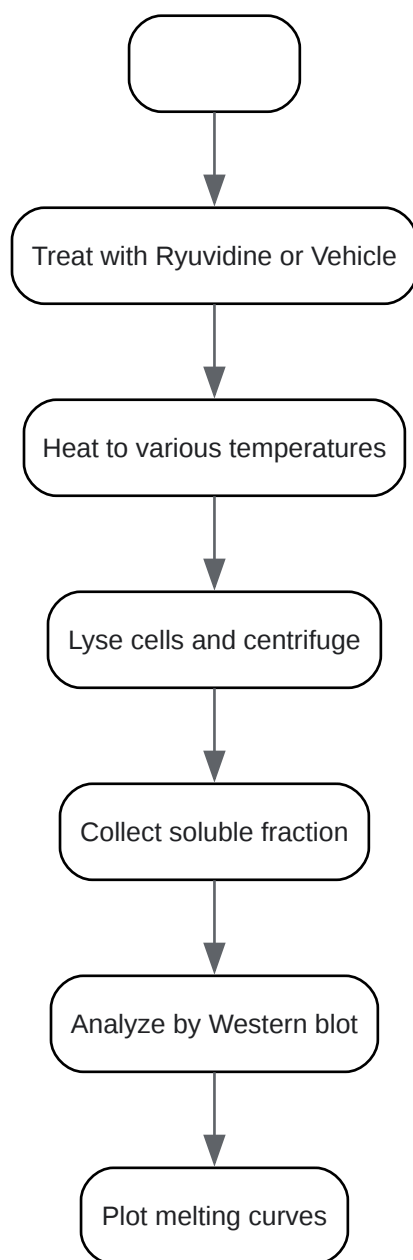 Treat with Ryuvidine or Vehicle
Heat to various temperatures
Lyse cells and centrifuge
Collect soluble fraction
Analyze by Western blot
Plot melting curves